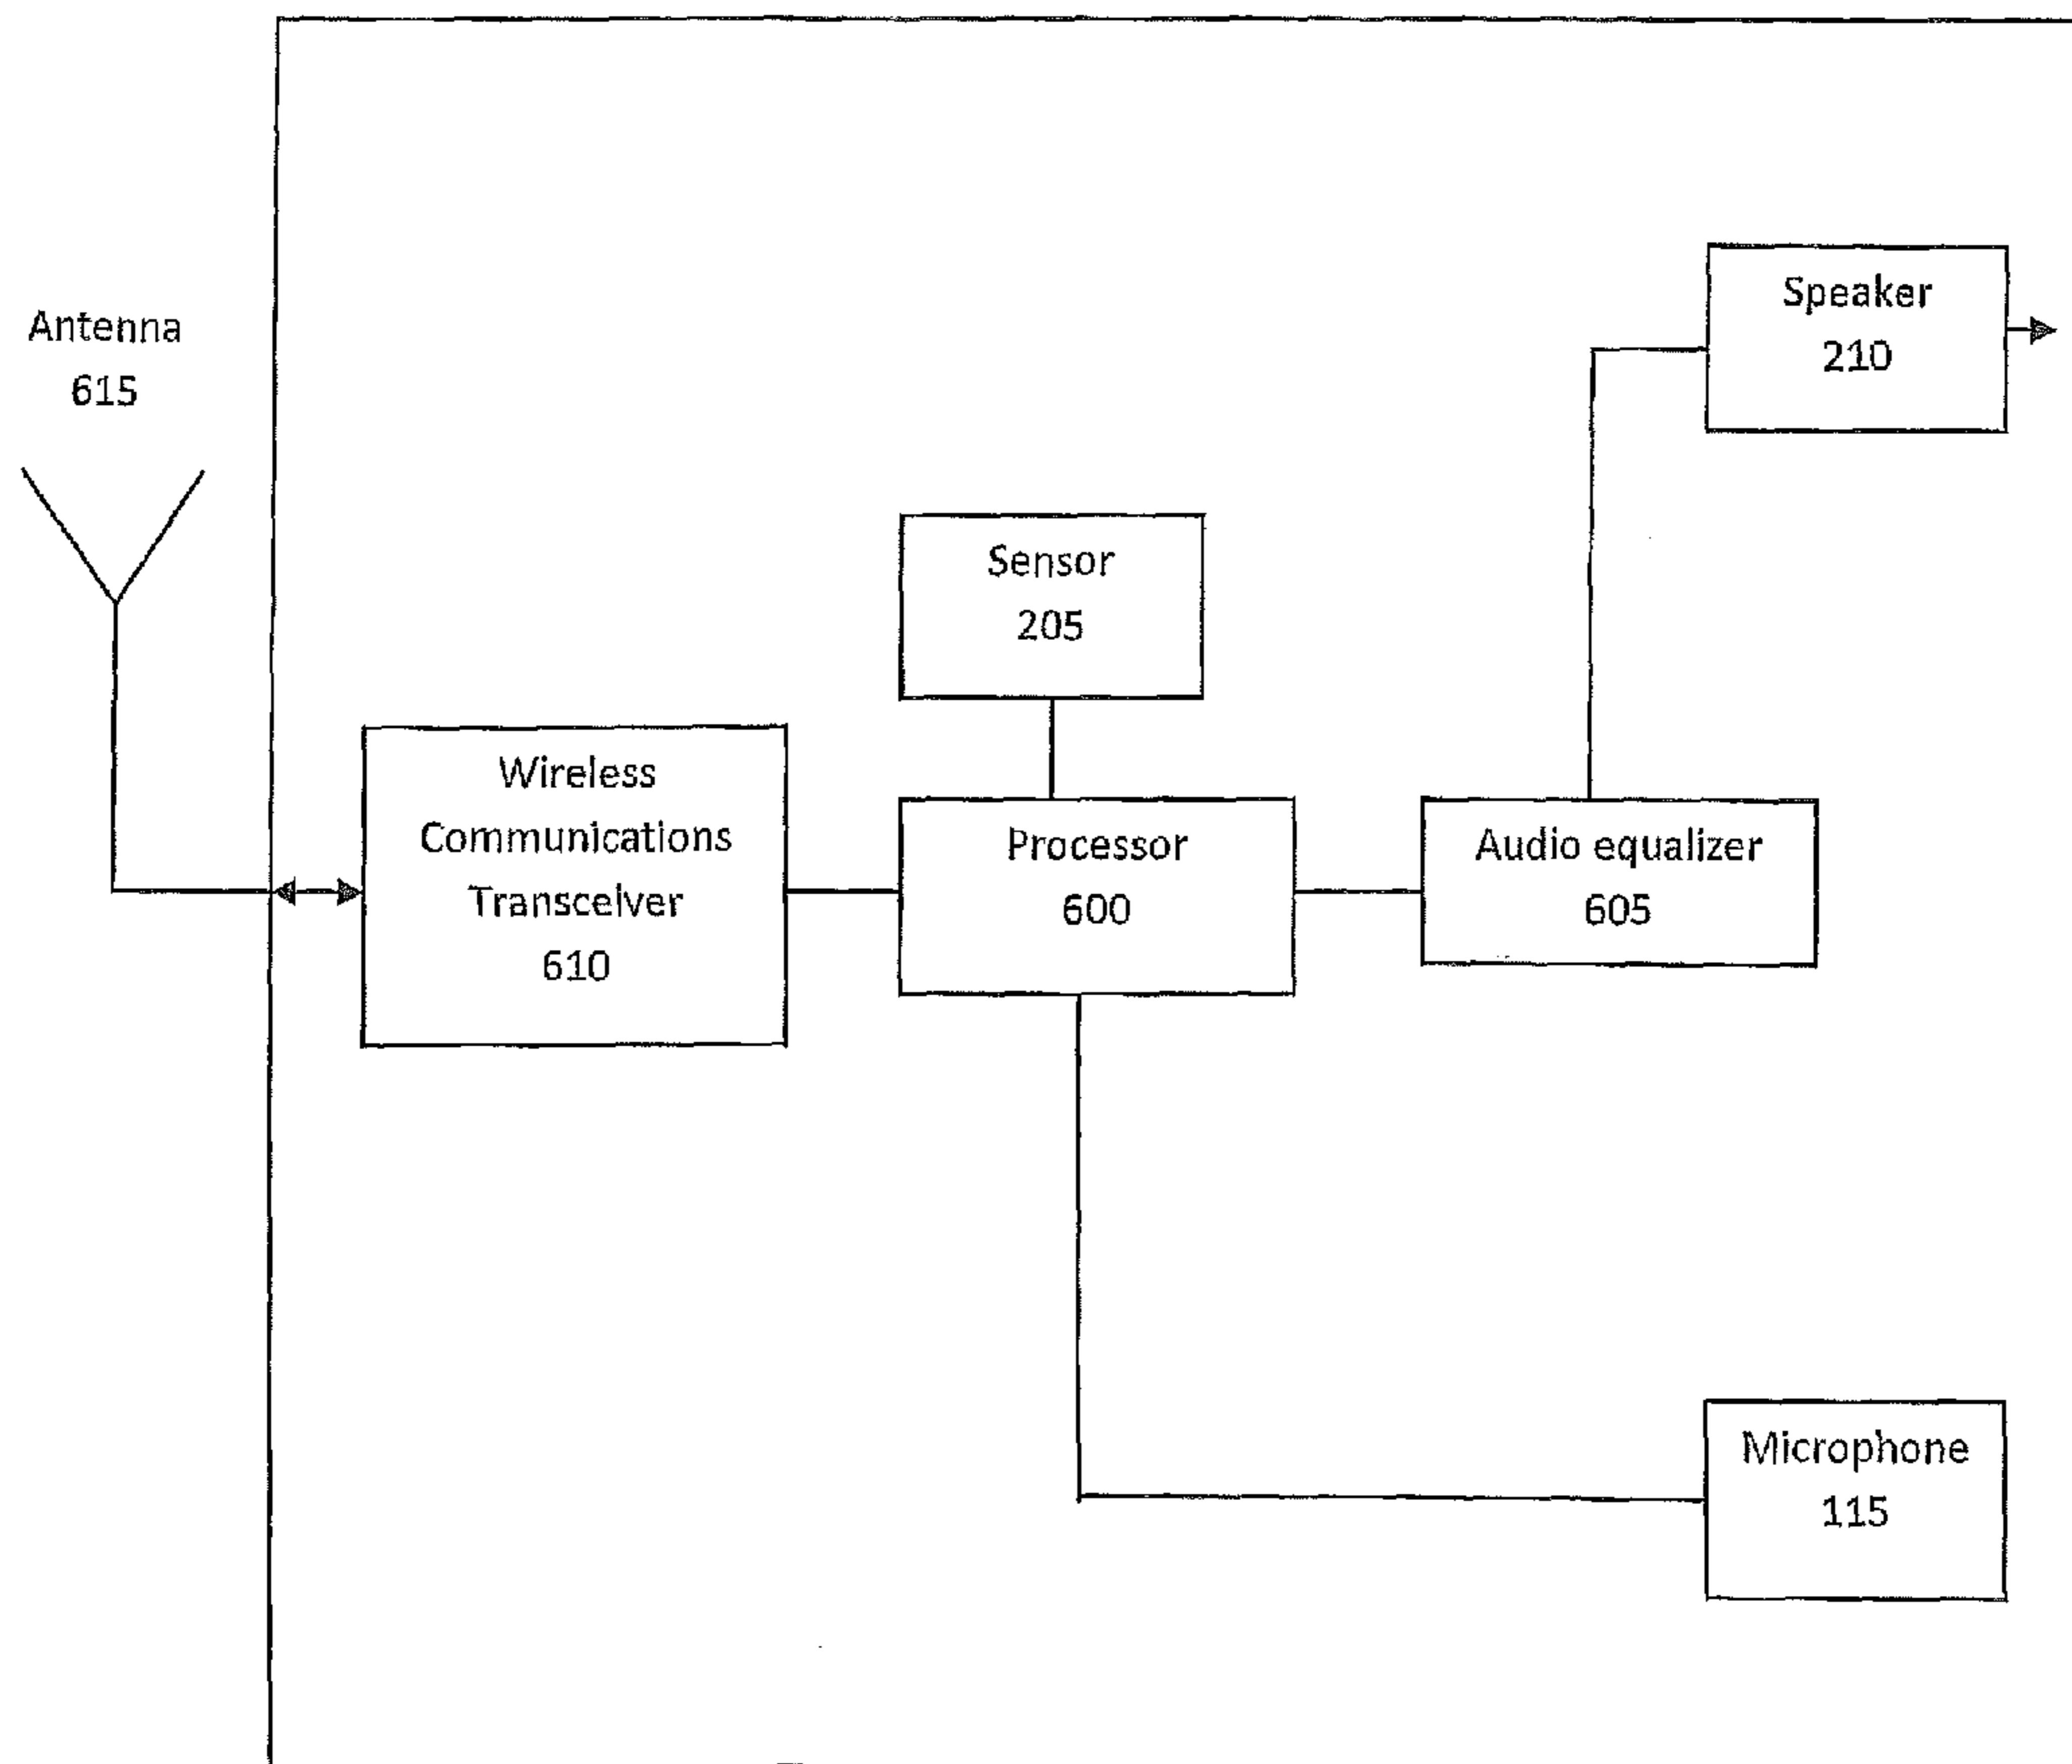 Antenna
615
Speaker
210
Sensor
205
Wireless
Communications
Transceiver
610
Processor
600
Audio equalizer
605
Microphone
115